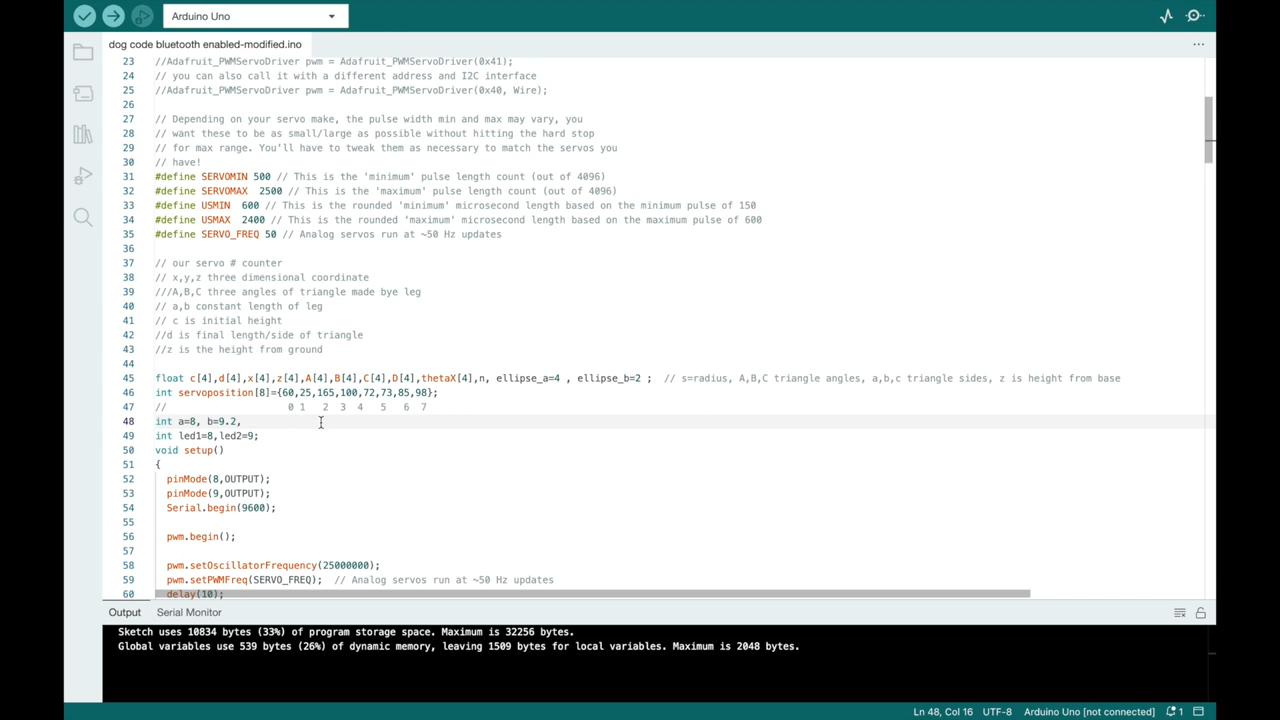 Arduino Uno
dog code bluetooth enabled-modified.ino
23 //Adafruit_PWMServoDriver pwm = Adafruit_PWMServoDriver(0x41);
24 // you can also call it with a different address and I2C interface
25 //Adafruit_PWMServoDriver pwm = Adafruit_PWMServoDriver(0x40, Wire);
26
27 // Depending on your servo make, the pulse width min and max may vary, you
28 // want these to be as small/large as possible without hitting the hard stop
29 // for max range. You'll have to tweak them as necessary to match the servos you
30 // have!
31 #define SERVOMIN 500 // This is the 'minimum' pulse length count (out of 4096)
32 #define SERVOMAX  2500 // This is the 'maximum' pulse length count (out of 4096)
33 #define USMIN  600 // This is the rounded 'minimum' microsecond length based on the minimum pulse of 150
34 #define USMAX  2400 // This is the rounded 'maximum' microsecond length based on the maximum pulse of 600
35 #define SERVO_FREQ 50 // Analog servos run at ~50 Hz updates
36
37 // our servo # counter
38 // x,y,z three dimensional coordinate
39 ///A,B,C three angles of triangle made bye leg
40 // a,b constant length of leg
41 // c is initial height
42 //d is final length/side of triangle
43 //z is the height from ground
44
45 float c[4],d[4],x[4],z[4],A[4],B[4],C[4],D[4],thetaX[4],n, ellipse_a=4 , ellipse_b=2 ;  // s=radius, A,B,C triangle angles, a,b,c triangle sides, z is height from base
46 int servoposition[8]={60,25,165,100,72,73,85,98};
47 //                     0 1   2  3  4   5   6  7
48 int a=8, b=9.2,
49 int led1=8,led2=9;
50 void setup()
51 {
52   pinMode(8,OUTPUT);
53   pinMode(9,OUTPUT);
54   Serial.begin(9600);
55
56   pwm.begin();
57
58   pwm.setOscillatorFrequency(25000000);
59   pwm.setPWMFreq(SERVO_FREQ);  // Analog servos run at ~50 Hz updates
60   delay(10);
Output Serial Monitor
Sketch uses 10834 bytes (33%) of program storage space. Maximum is 32256 bytes.
Global variables use 539 bytes (26%) of dynamic memory, leaving 1509 bytes for local variables. Maximum is 2048 bytes.
Ln 48, Col 16 UTF-8 Arduino Uno [not connected] 1